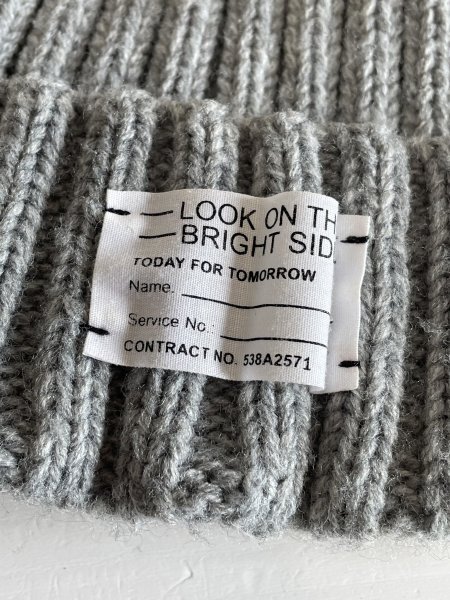 LOOK ON TH
BRIGHT SID
TODAY FOR TOMORROW
Name.
Service No.:
CONTRACT NO. 538A2571